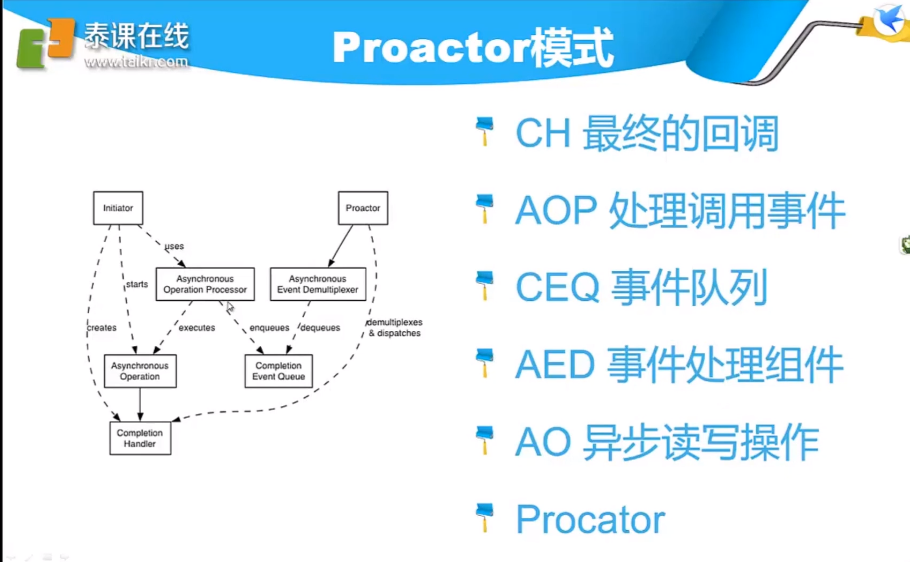 泰课在线
www.taikr.com
Proactor模式
CH 最终的回调
AOP 处理调用事件
CEQ 事件队列
AED 事件处理组件
AO 异步读写操作
Procator
Initiator
Proactor
uses
Asynchronous
Operation Processor
Asynchronous
Event Demultiplexer
starts
creates
executes
enqueues
dequeues
demultiplexes
& dispatches
Asynchronous
Operation
Completion
Event Queue
Completion
Handler